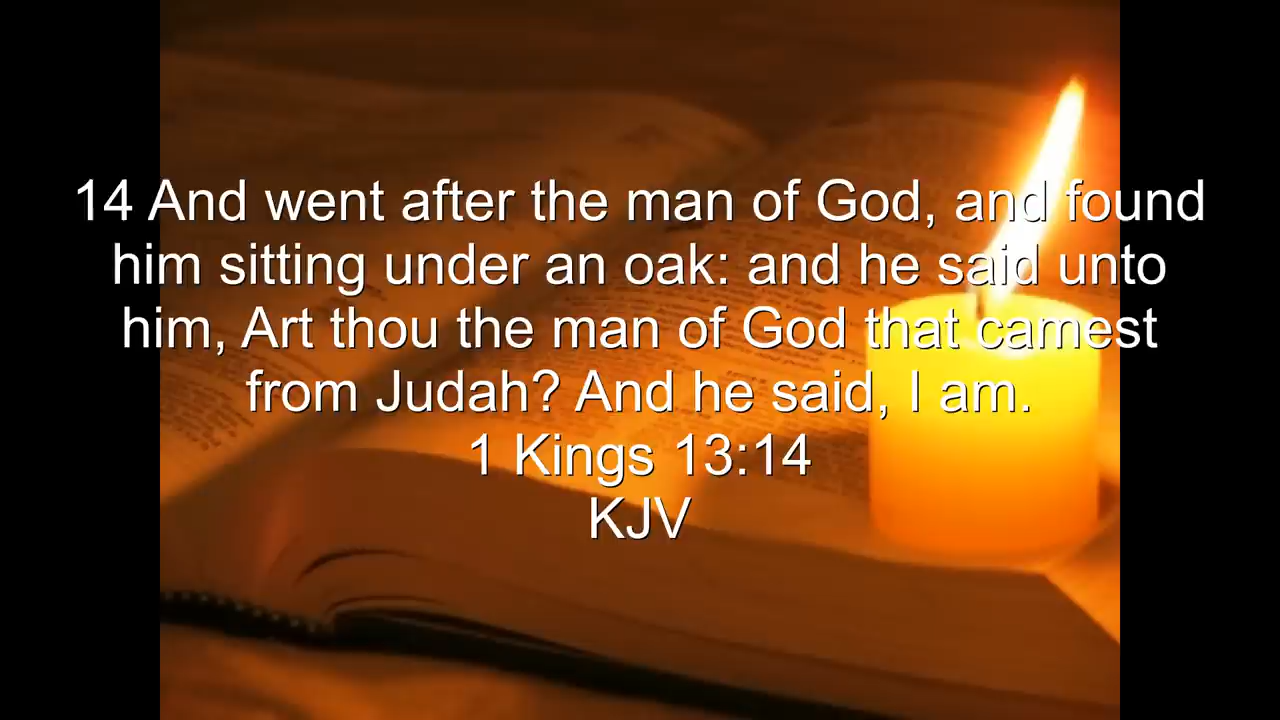 14 And went after the man of God, and found
him sitting under an oak: and he said unto
him, Art thou the man of God that camest
from Judah? And he said, I am.
1 Kings 13:14
KJV